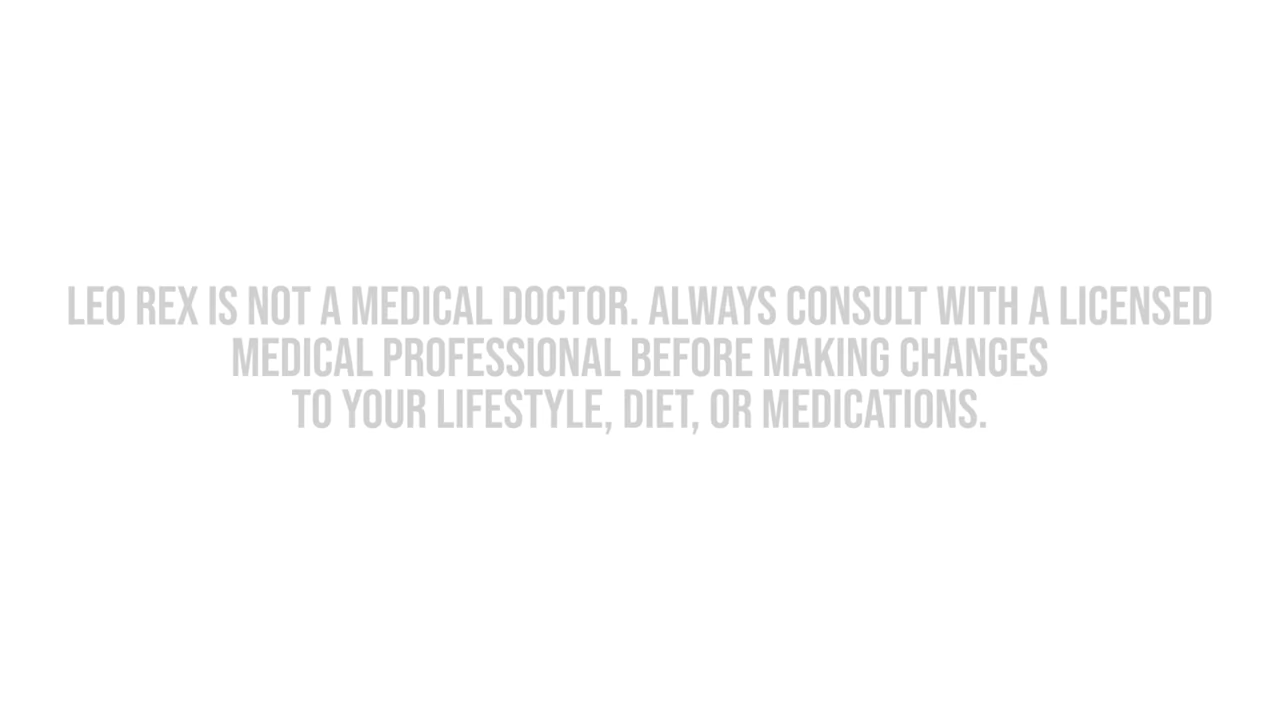 LEO REX IS NOT A MEDICAL DOCTOR. ALWAYS CONSULT WITH A LICENSED
MEDICAL PROFESSIONAL BEFORE MAKING CHANGES
TO YOUR LIFESTYLE, DIET, OR MEDICATIONS.